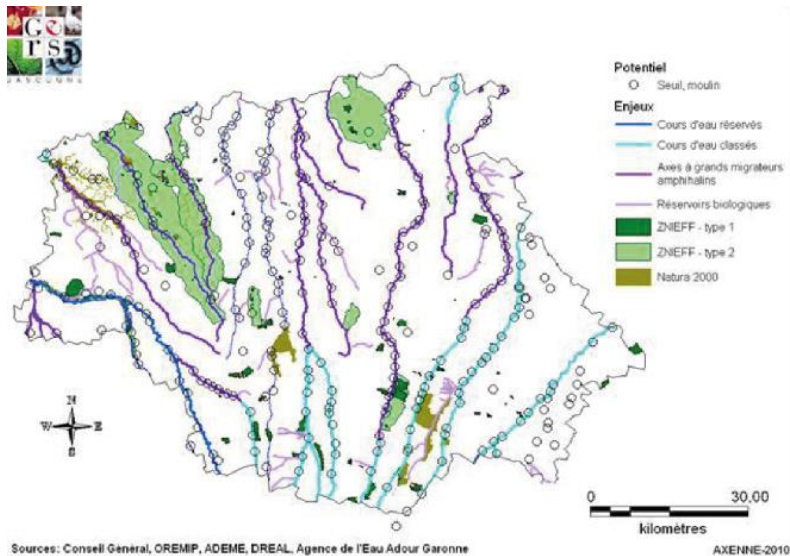 Gers
GASCOGNE
Potentiel
Seuil, moulin
Enjeux
Cours d'eau réservés
Cours d'eau classés
Axes à grands migrateurs
amphihalins
Réservoirs biologiques
ZNIEFF - type 1
ZNIEFF - type 2
Natura 2000
N
W E
S
0 30,00
kilomètres
Sources: Conseil Général, OREMIP, ADEME, DREAL, Agence de l'Eau Adour Garonne
AXENNE-2010